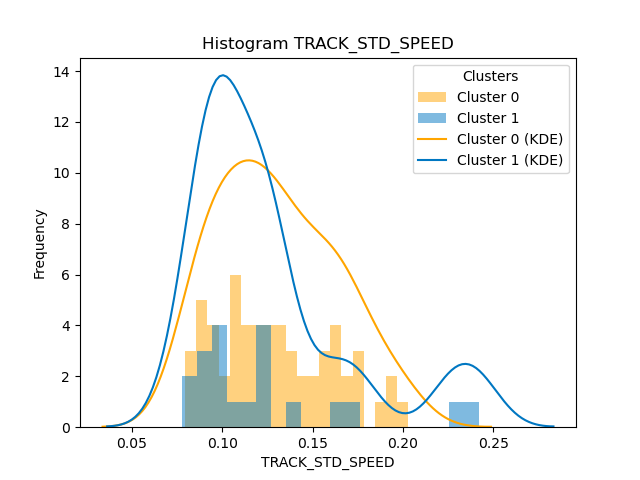 Histogram TRACK_STD_SPEED
Clusters
Cluster 0
Cluster 1
Cluster 0 (KDE)
Cluster 1 (KDE)
Frequency
14
12
10
8
6
4
2
0
0.05 0.10 0.15 0.20 0.25
TRACK_STD_SPEED